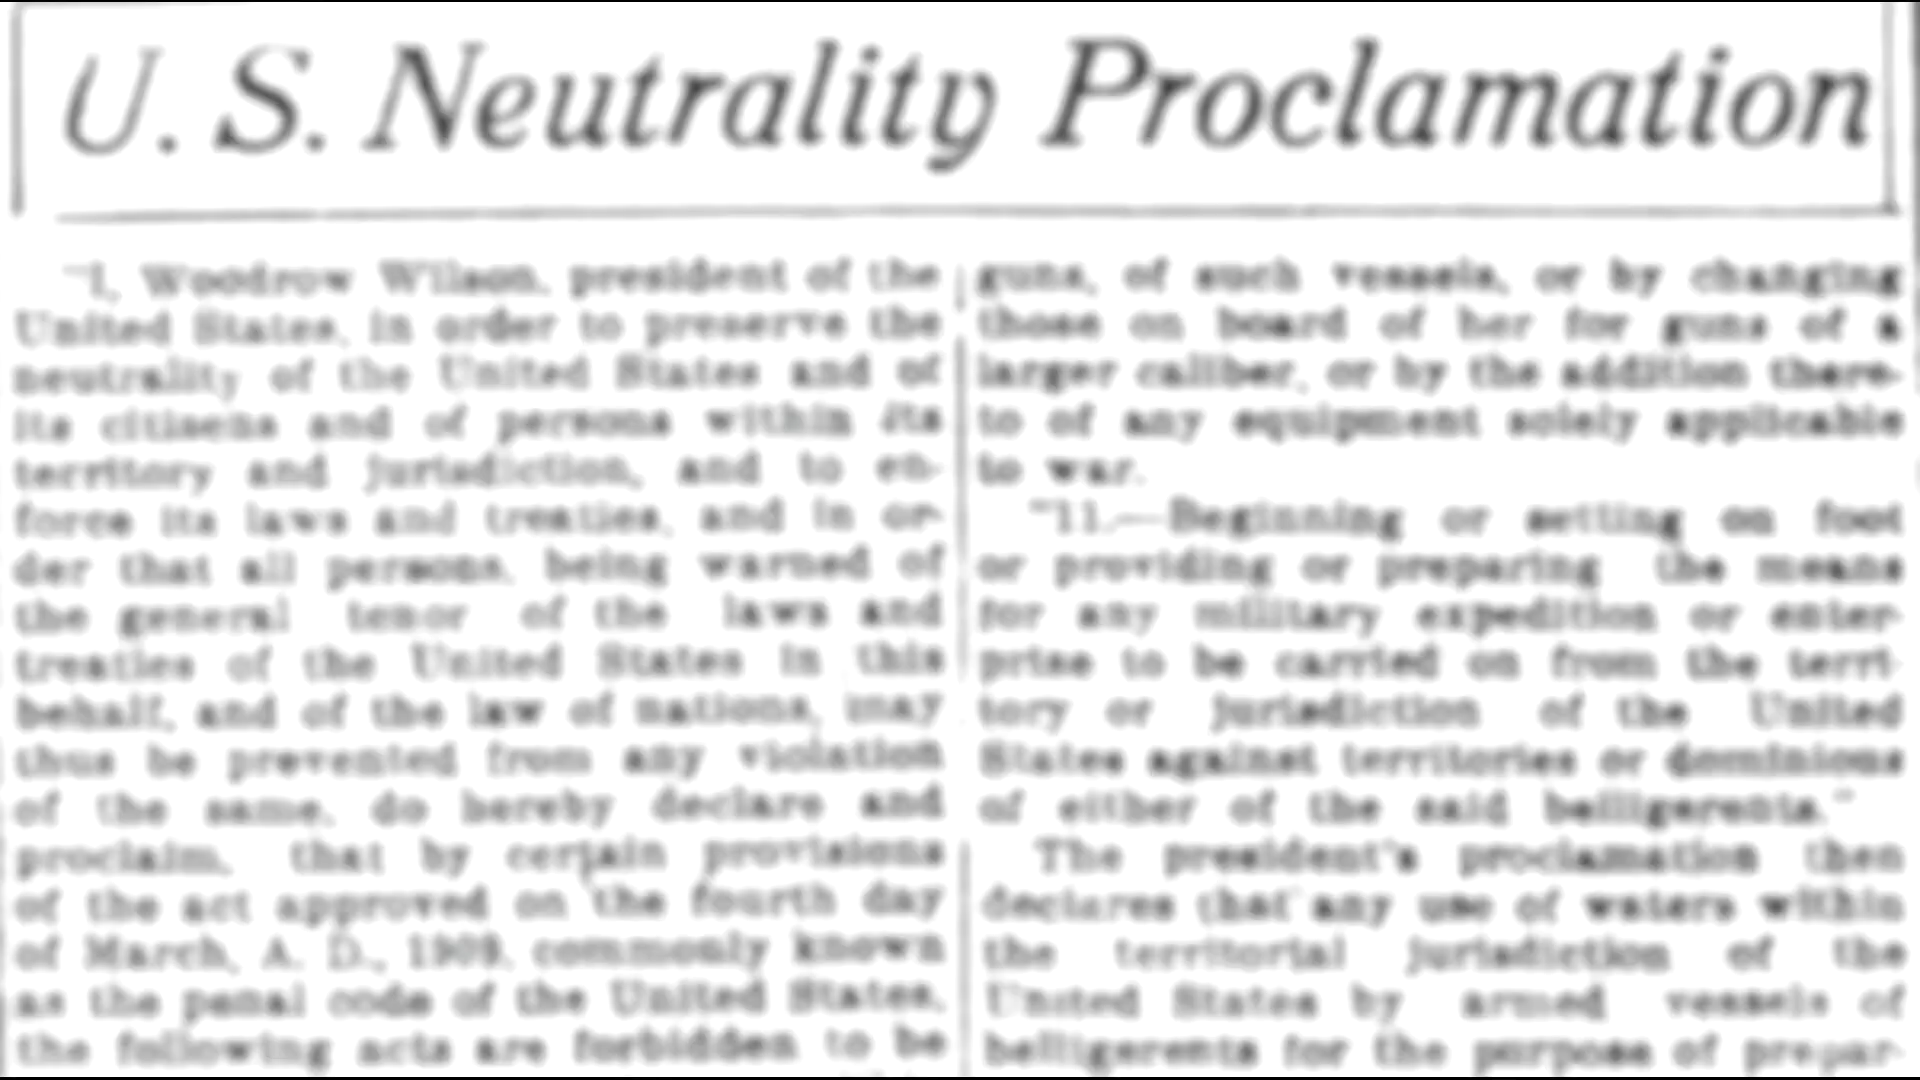 U. S. Neutrality Proclamation
"I, Woodrow Wilson, president of the
United States, in order to preserve the
neutrality of the United States and of
its citizens and of persons within its
territory and jurisdiction, and to en-
force its laws and treaties, and in or-
der that all persons, being warned of
the general tenor of the laws and
treaties of the United States in this
behalf, and of the law of nations, may
thus be prevented from any violation
of the same, do hereby declare and
proclaim, that by certain provisions
of the act approved on the fourth day
of March, A. D., 1909, commonly known
as the penal code of the United States,
the following acts are forbidden to be
guns, of such vessels, or by changing
those on board of her for guns of a
larger caliber, or by the addition there-
to of any equipment solely applicable
to war.
"11.—Beginning or setting on foot
or providing or preparing the means
for any military expedition or enter-
prise to be carried on from the terri-
tory or jurisdiction of the United
States against territories or dominions
of either of the said belligerents."
The president's proclamation then
declares that any use of waters within
the territorial jurisdiction of the
United States by armed vessels of
belligerents for the purpose of prepar-